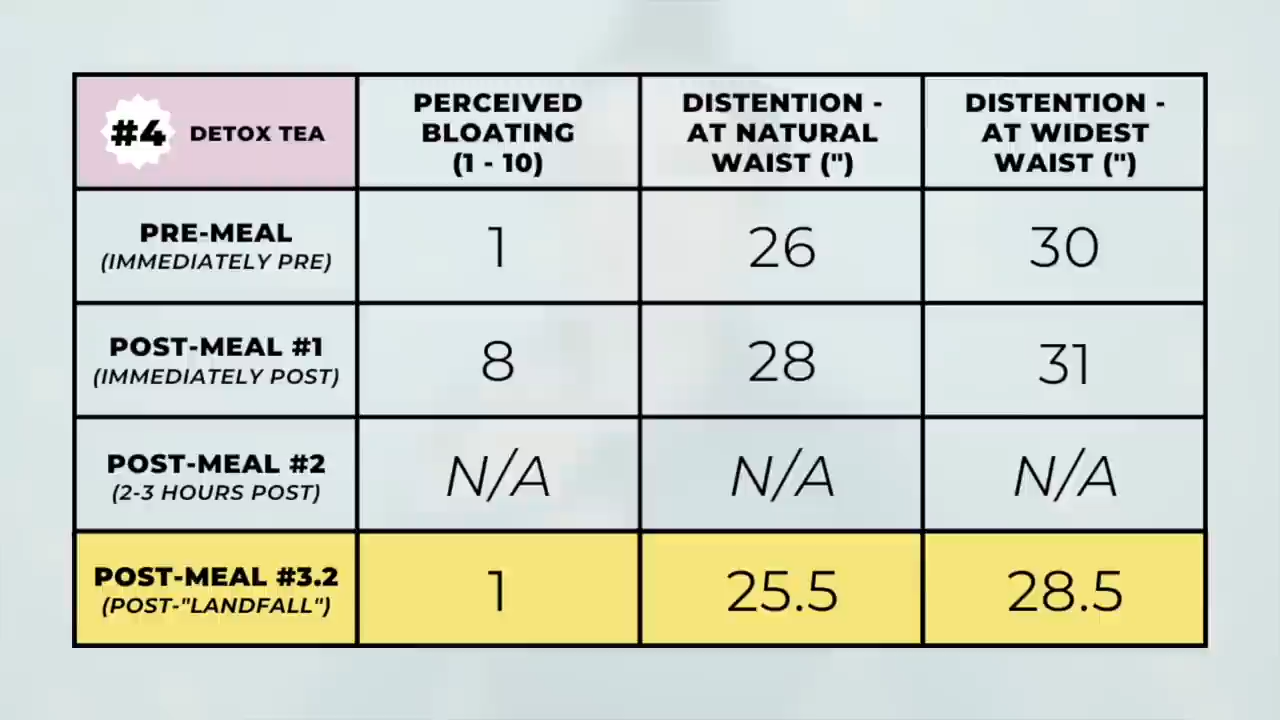 #4 DETOX TEA
PERCEIVED
BLOATING
(1 - 10)
DISTENTION -
AT NATURAL
WAIST (")
DISTENTION -
AT WIDEST
WAIST (")
PRE-MEAL
(IMMEDIATELY PRE)
1
26
30
POST-MEAL #1
(IMMEDIATELY POST)
8
28
31
POST-MEAL #2
(2-3 HOURS POST)
N/A
N/A
N/A
POST-MEAL #3.2
(POST-"LANDFALL")
1
25.5
28.5